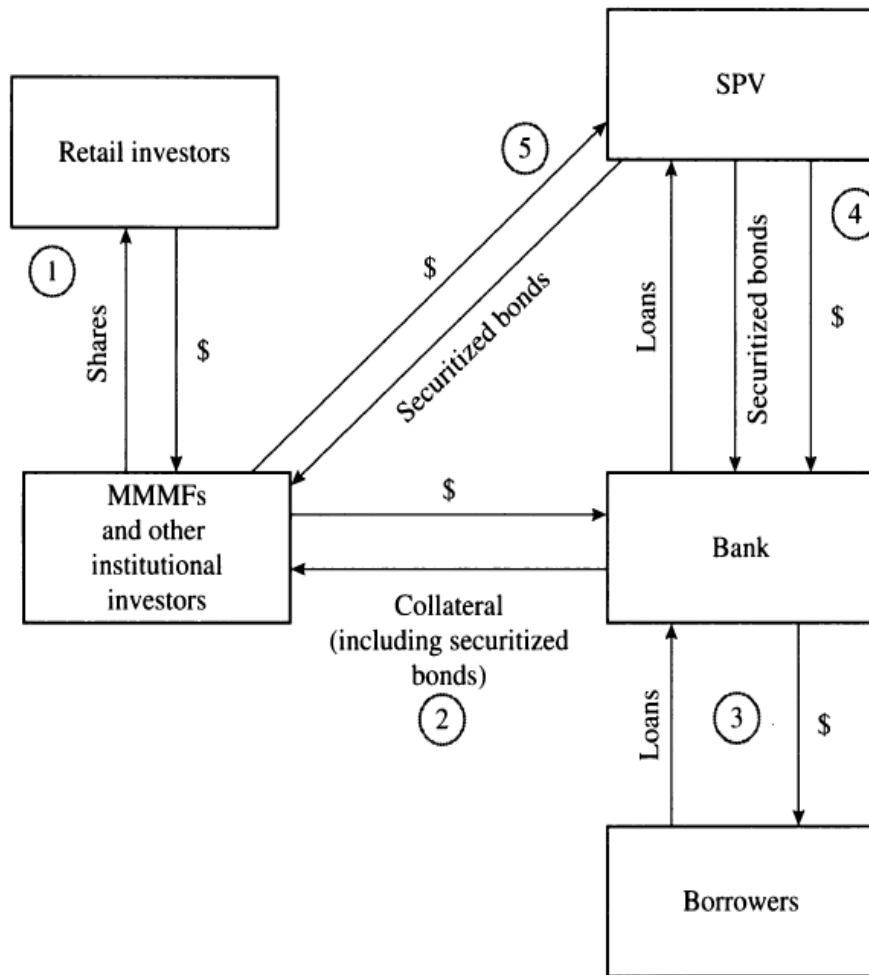 SPV
Retail investors
5
4
1
Shares
$
$
Securitized bonds
Loans
Securitized bonds
$
MMMFs
and other
institutional
investors
$
Bank
Collateral
(including securitized
bonds)
2
Loans
3
$
Borrowers